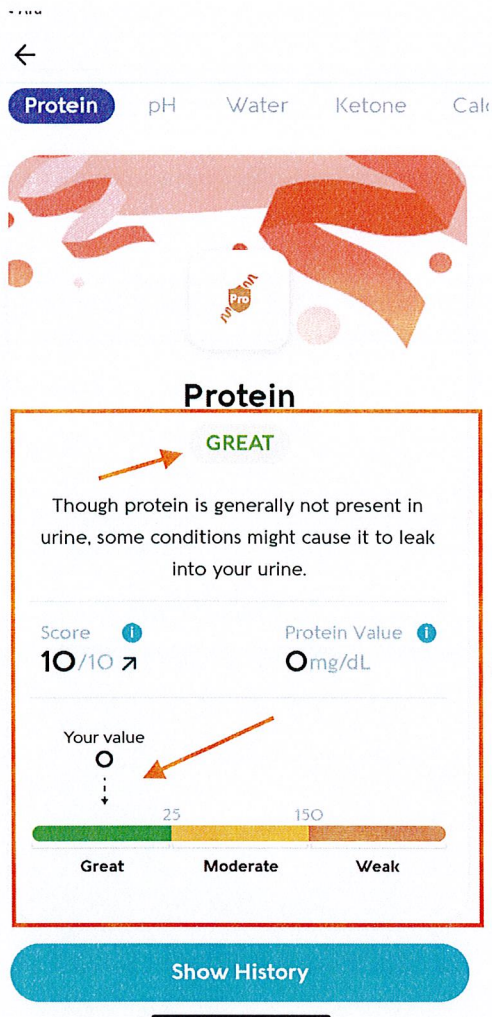 Protein pH Water Ketone Calc
Pro
Protein
GREAT
Though protein is generally not present in
urine, some conditions might cause it to leak
into your urine.
Score i Protein Value i
10/10 0mg/dL
Your value
0
25 150
Great Moderate Weak
Show History